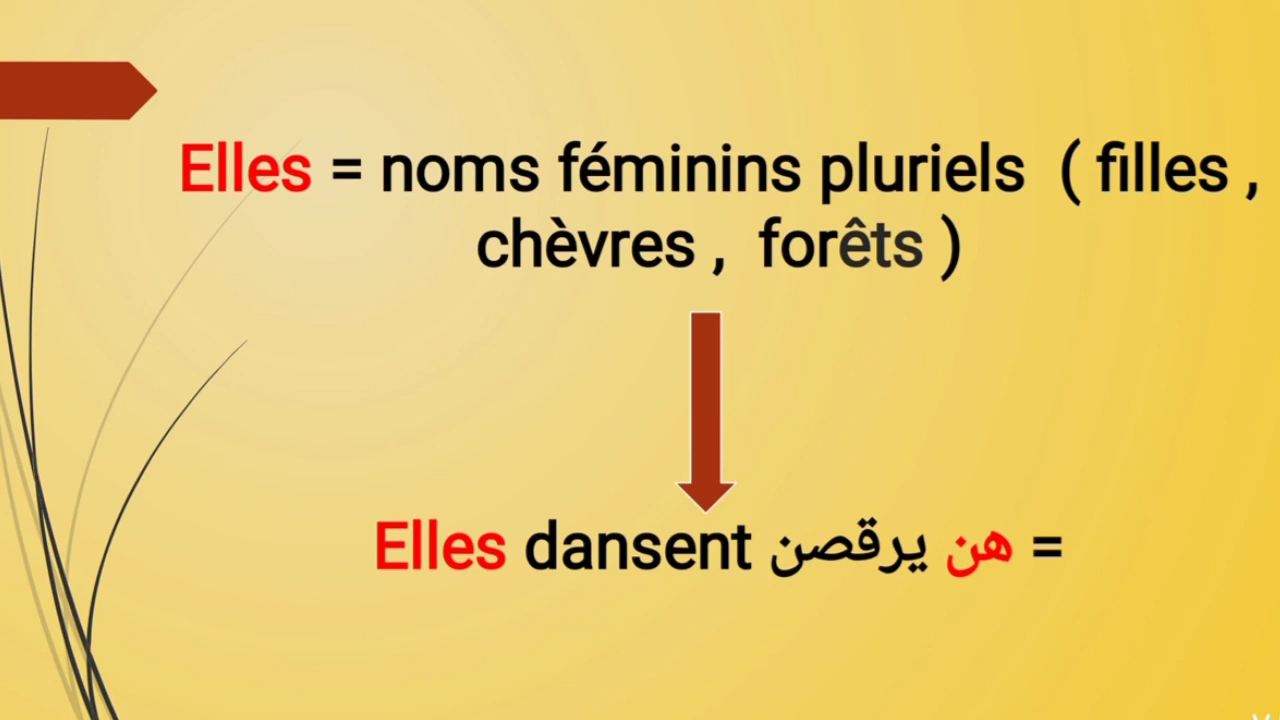 Elles = noms féminins pluriels ( filles ,
chèvres , forêts )
Elles dansent هن يرقصن =